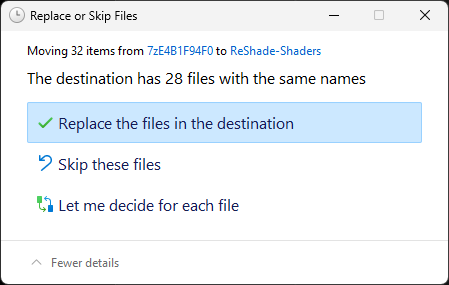 Replace or Skip Files
Moving 32 items from 7zE4B1F94F0 to ReShade-Shaders
The destination has 28 files with the same names
Replace the files in the destination
Skip these files
Let me decide for each file
Fewer details